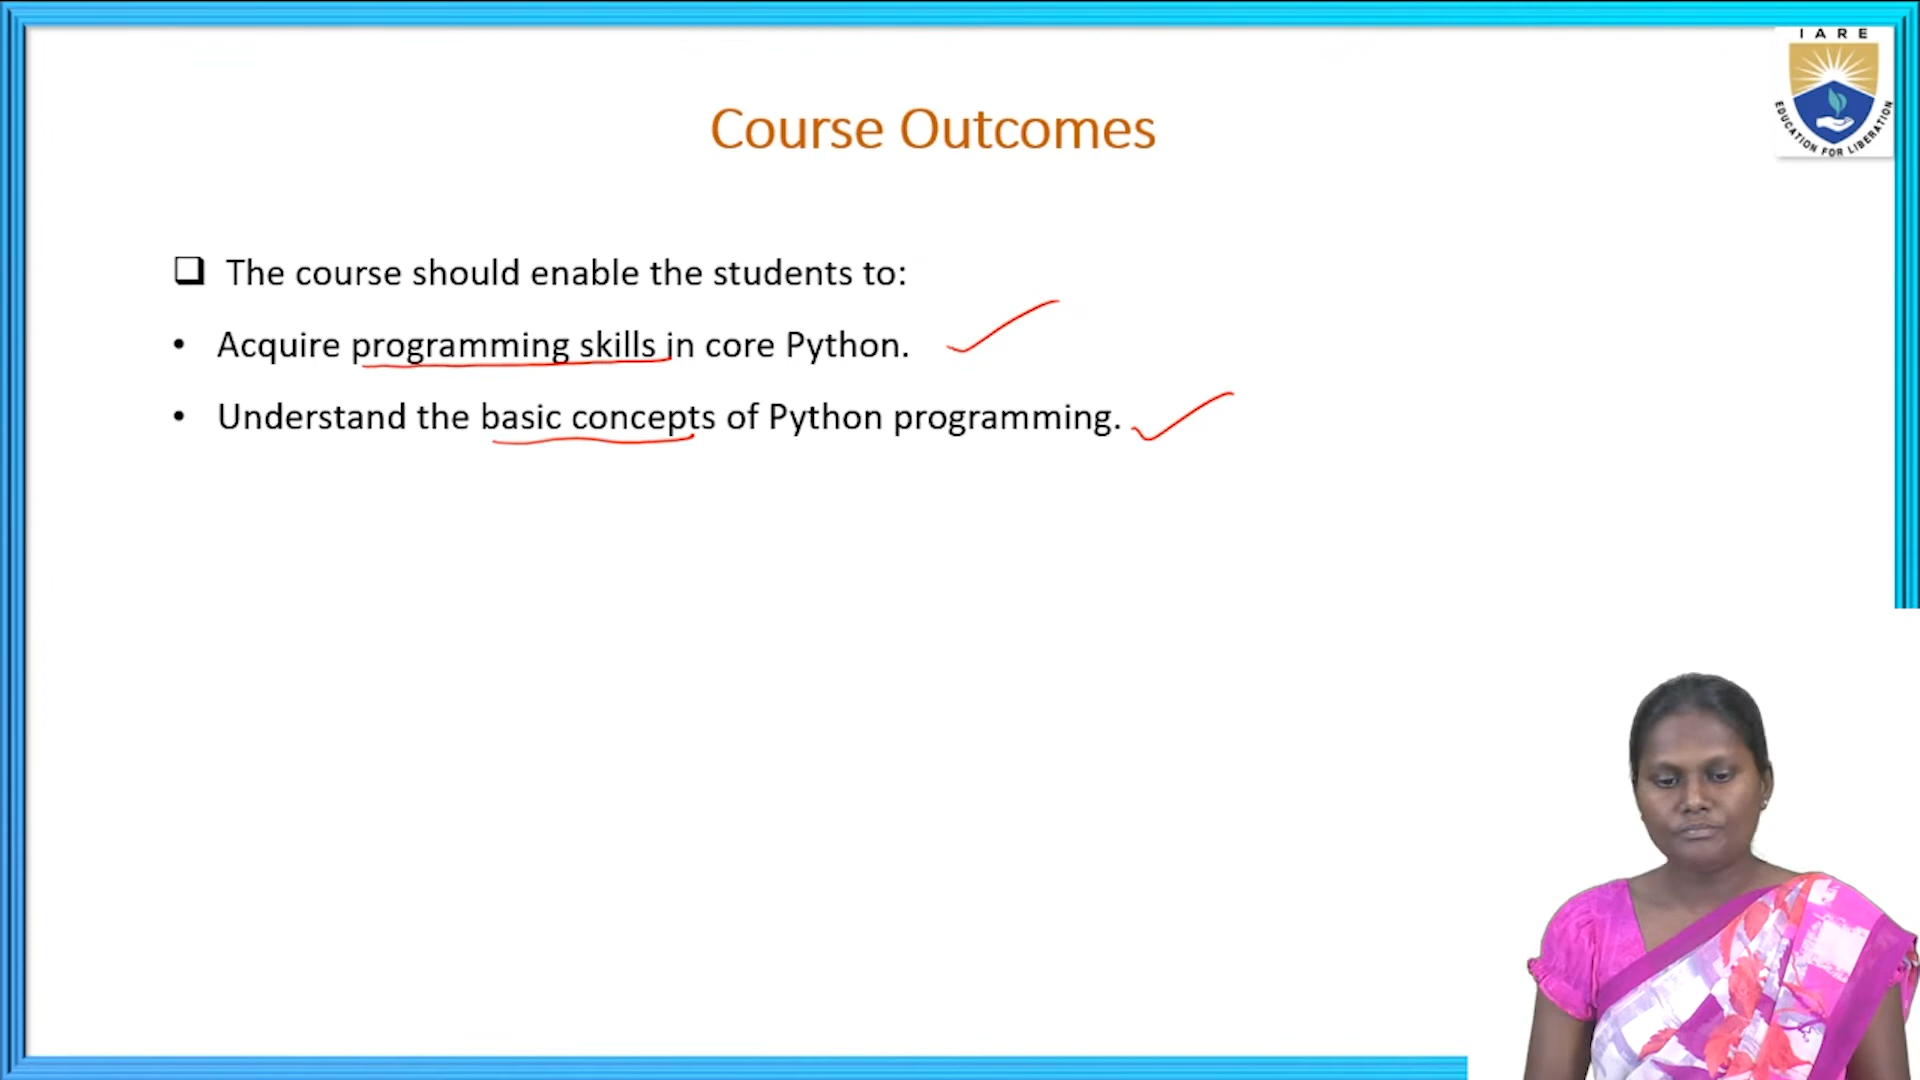 IARE
EDUCATION FOR LIBERATION
Course Outcomes
The course should enable the students to:
• Acquire programming skills in core Python.
• Understand the basic concepts of Python programming.